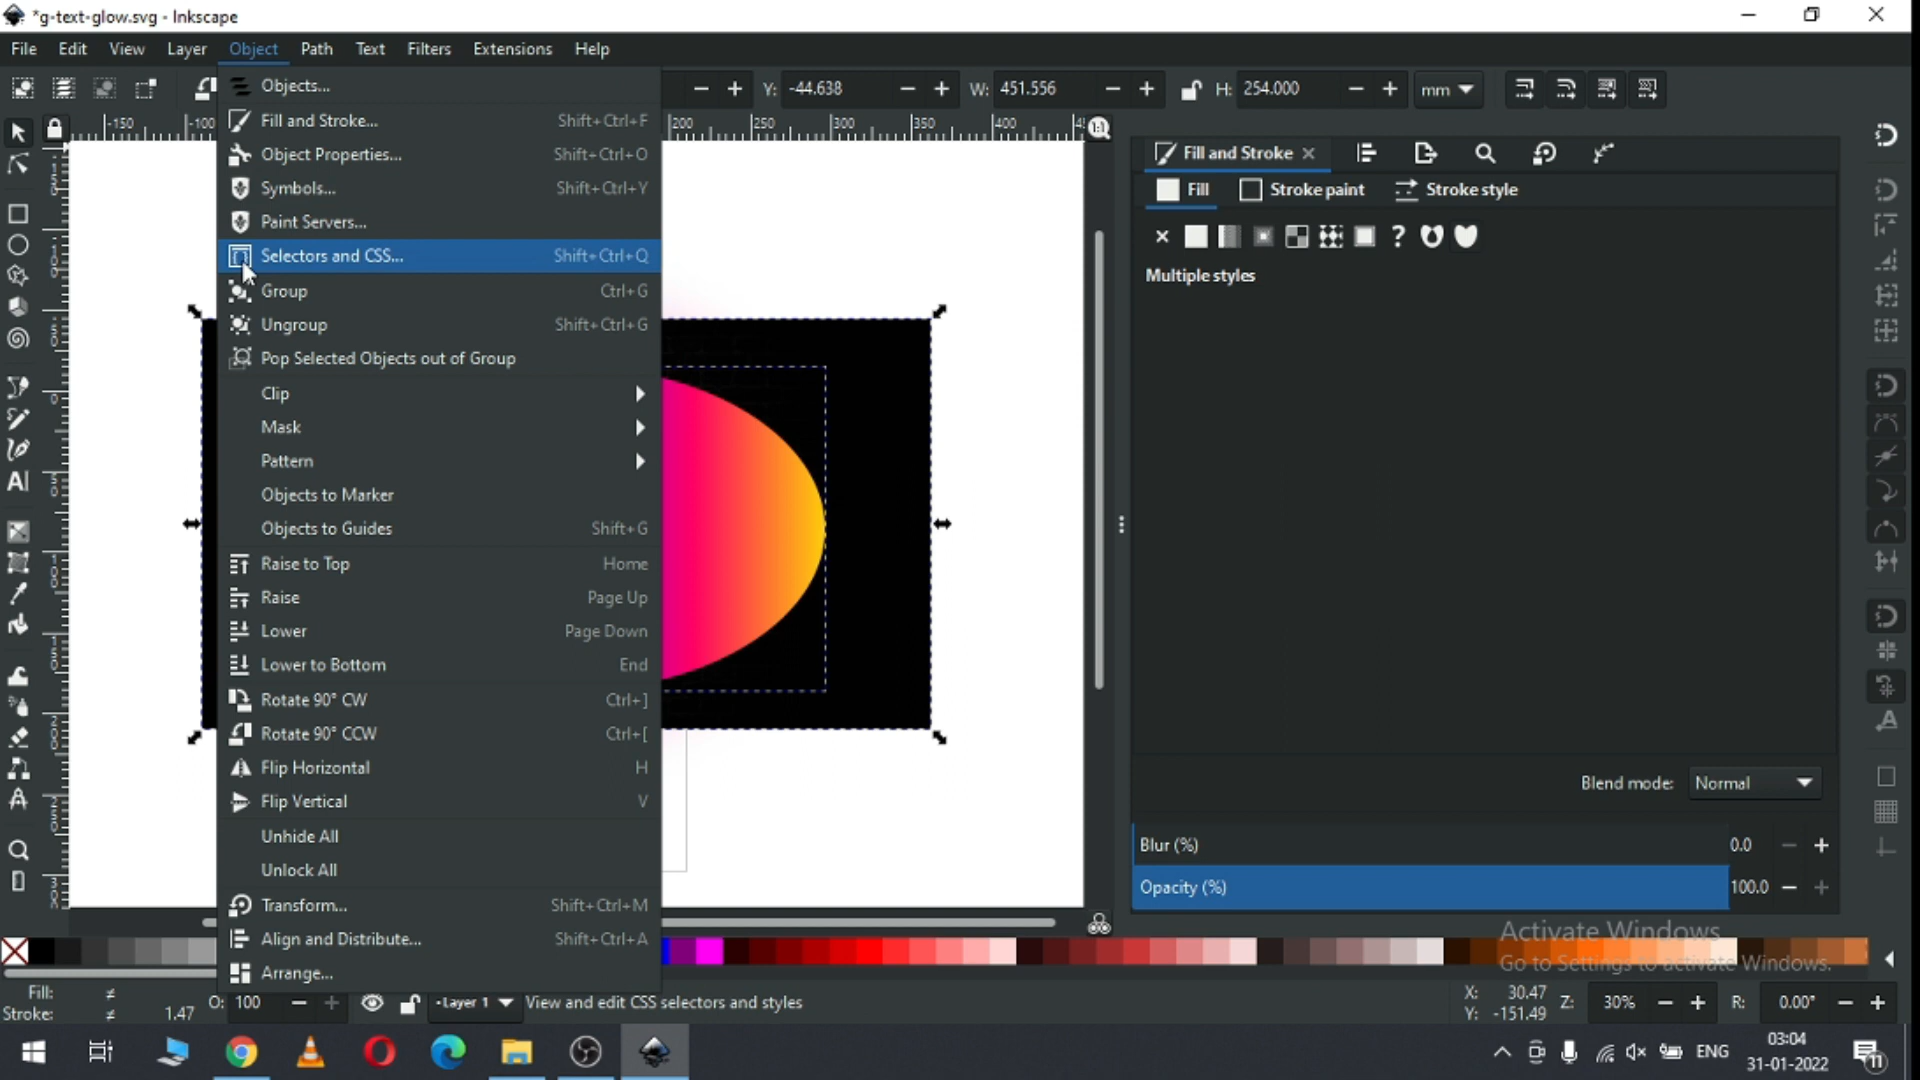 *g-text-glow.svg - Inkscape
File Edit View Layer Object Path Text Filters Extensions Help
Y: -44.638 W: 451.556 H: 254.000 mm
-150 -100 200 250 300 350 400
1:1
Objects...
Fill and Stroke... Shift+Ctrl+F
Object Properties... Shift+Ctrl+O
Symbols... Shift+Ctrl+Y
Paint Servers...
Selectors and CSS... Shift+Ctrl+Q
Group Ctrl+G
Ungroup Shift+Ctrl+G
Pop Selected Objects out of Group
Clip
Mask
Pattern
Objects to Marker
Objects to Guides Shift+G
Raise to Top Home
Raise Page Up
Lower Page Down
Lower to Bottom End
Rotate 90° CW Ctrl+]
Rotate 90° CCW Ctrl+[
Flip Horizontal H
Flip Vertical V
Unhide All
Unlock All
Transform... Shift+Ctrl+M
Align and Distribute... Shift+Ctrl+A
Arrange...
Fill and Stroke
Fill Stroke paint Stroke style
Multiple styles
Blend mode: Normal
Blur (%) 0.0
Opacity (%) 100.0
Activate Windows
Go to Settings to activate Windows.
Fill: ≠
Stroke: ≠ 1.47
O: 100 -Layer 1 View and edit CSS selectors and styles
X: 30.47
Y: -151.49
Z: 30% R: 0.00°
ENG
03:04
31-01-2022
11